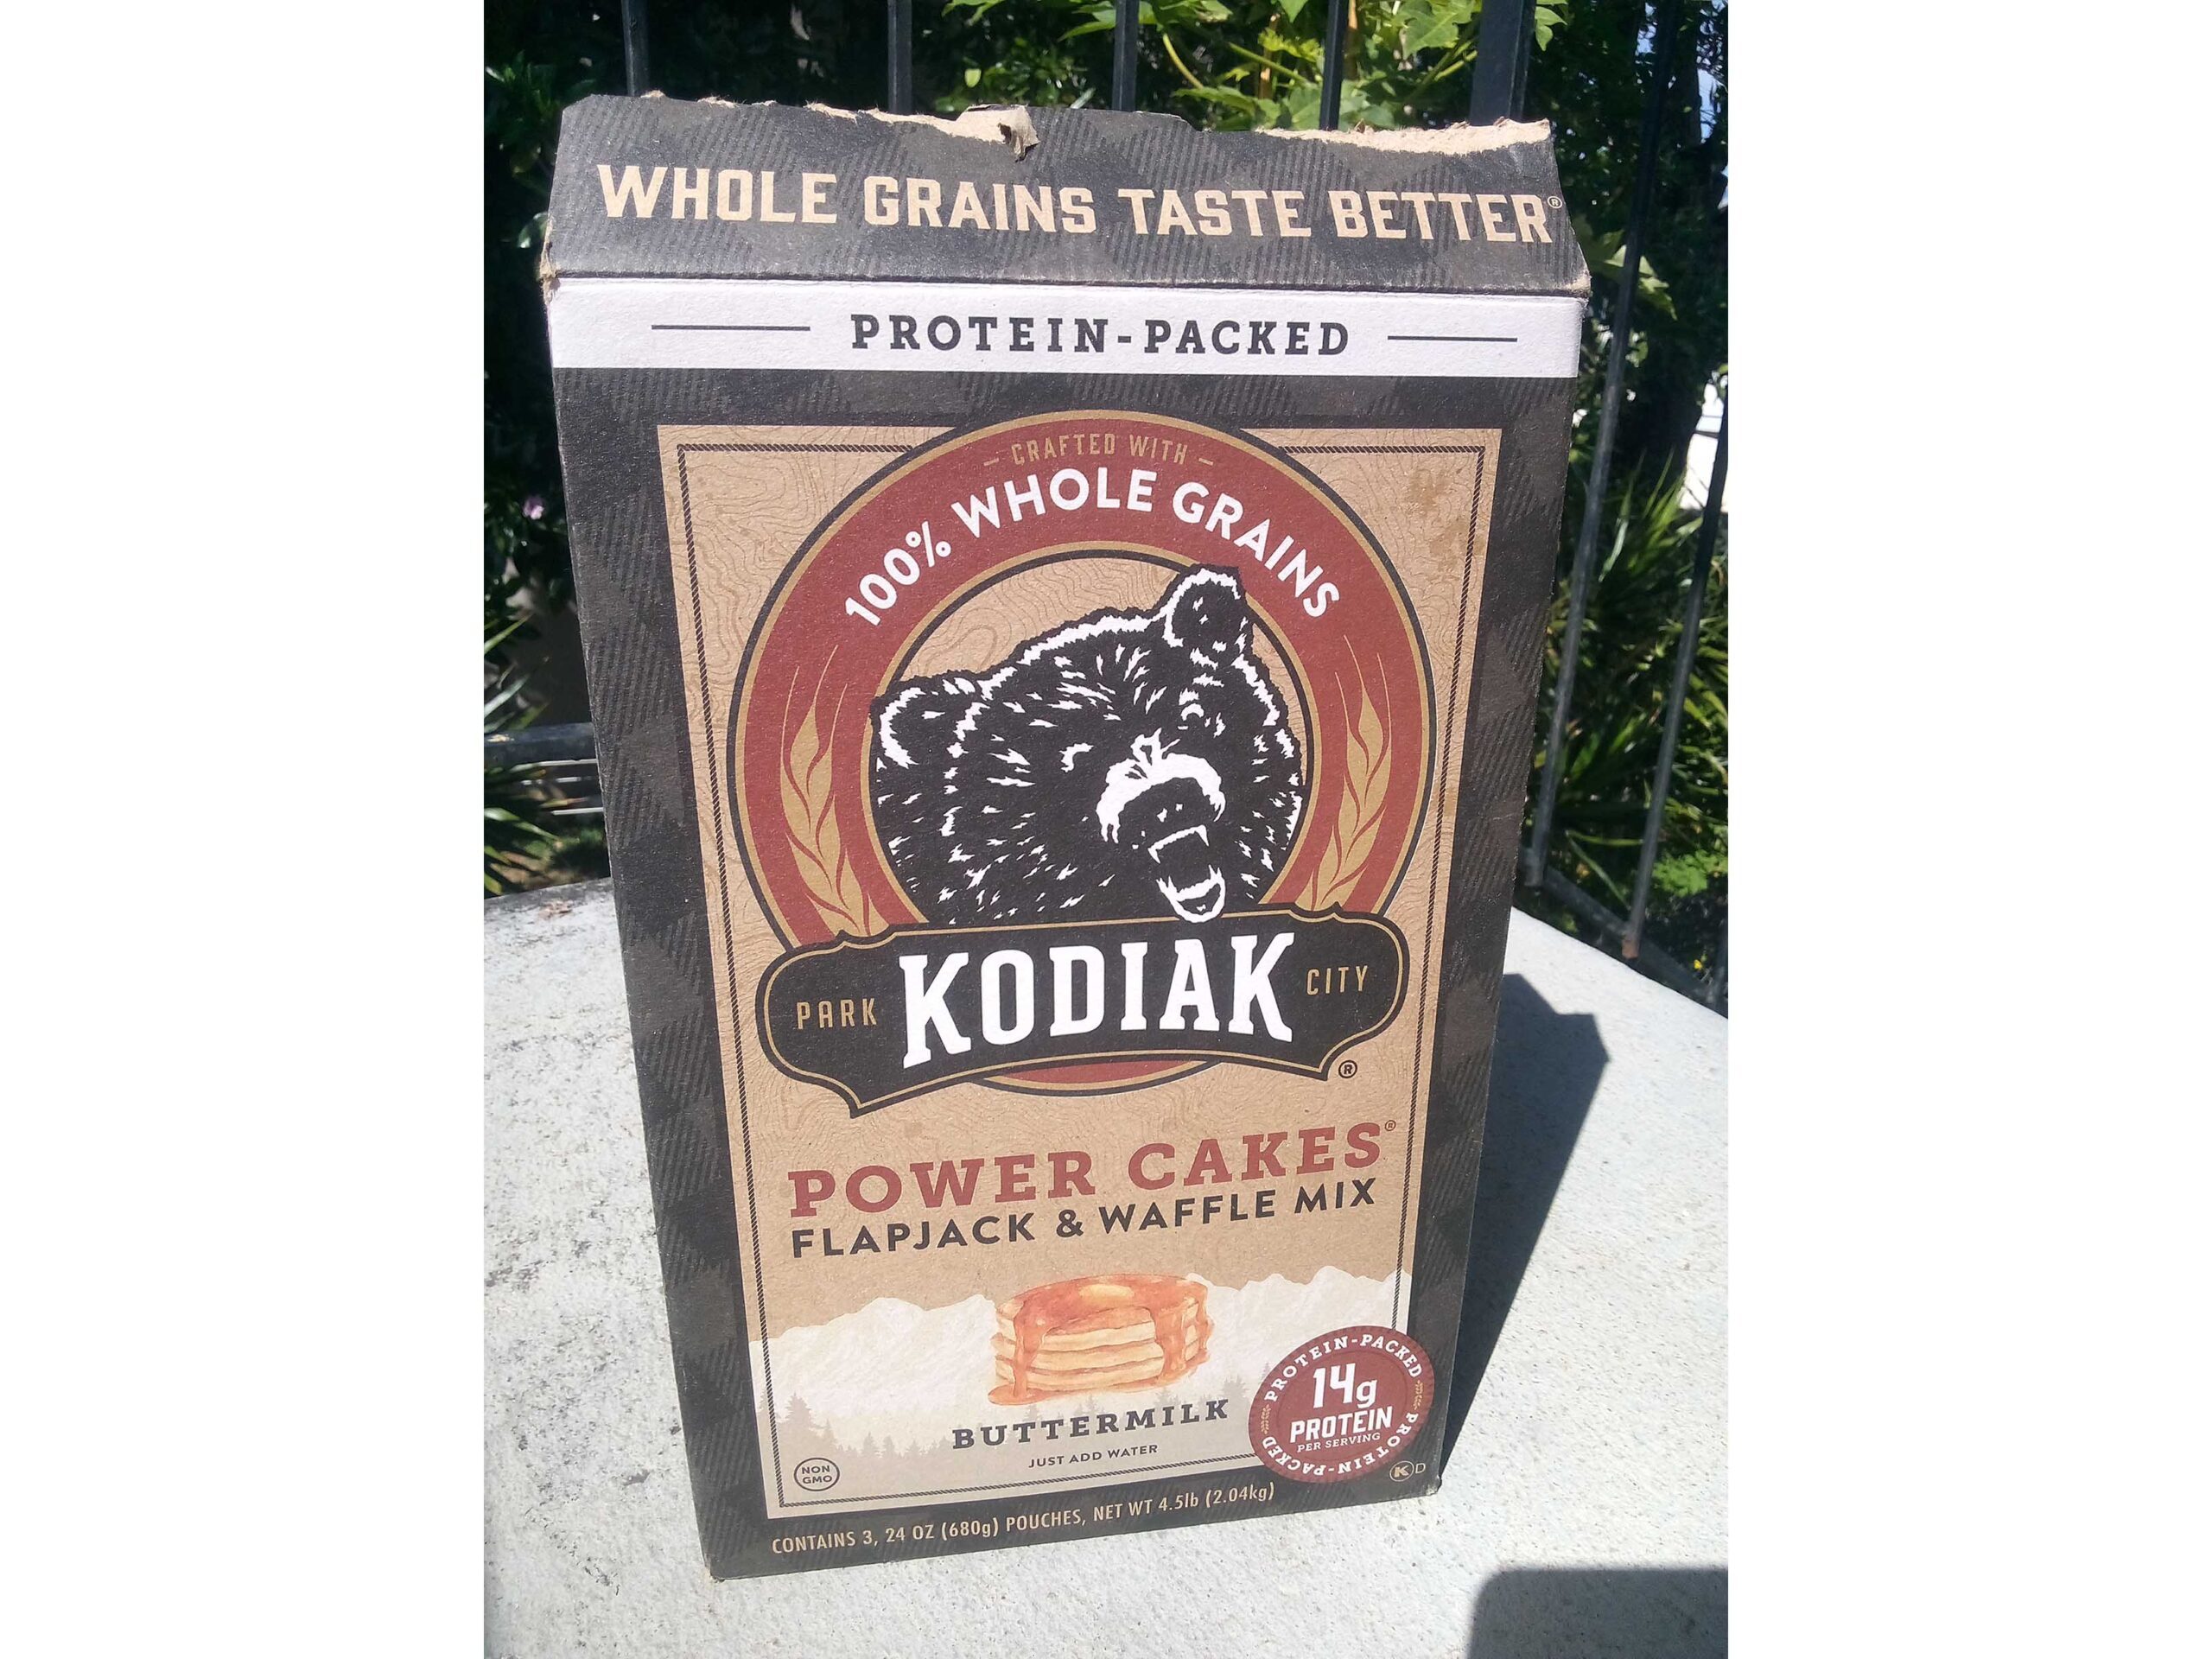 WHOLE GRAINS TASTE BETTER®
PROTEIN-PACKED
- CRAFTED WITH -
100% WHOLE GRAINS
PARK KODIAK CITY
®
POWER CAKES®
FLAPJACK & WAFFLE MIX
BUTTERMILK
JUST ADD WATER
PROTEIN-PACKED
14g
PROTEIN
PER SERVING
PROTEIN-PACKED
NON
GMO
K D
CONTAINS 3, 24 OZ (680g) POUCHES, NET WT 4.5lb (2.04kg)